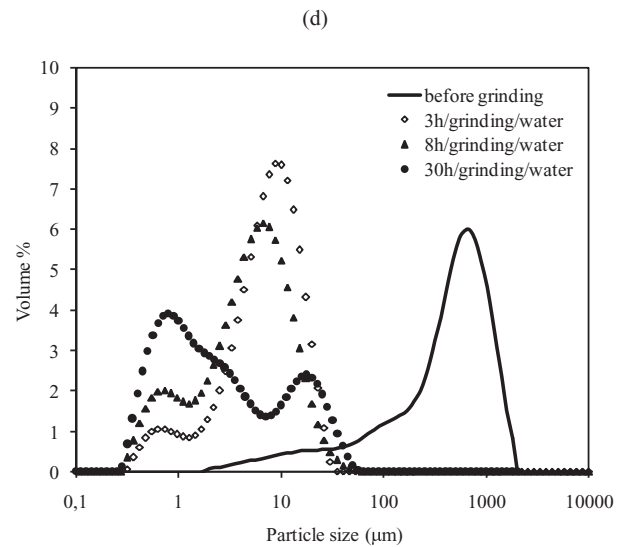 (d)
10
9
8
7
6
5
4
3
2
1
0
Volume %
before grinding
3h/grinding/water
8h/grinding/water
30h/grinding/water
0,1 1 10 100 1000 10000
Particle size (μm)